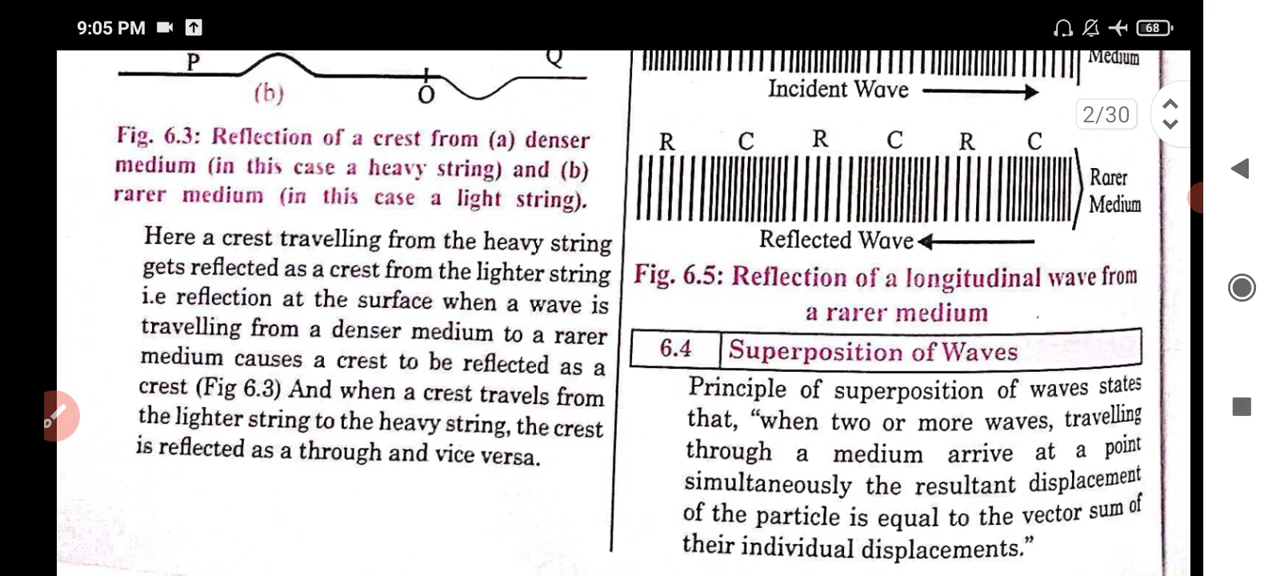 9:05 PM
68
P
Q
(b)
O
Fig. 6.3: Reflection of a crest from (a) denser
medium (in this case a heavy string) and (b)
rarer medium (in this case a light string).
Here a crest travelling from the heavy string
gets reflected as a crest from the lighter string
i.e reflection at the surface when a wave is
travelling from a denser medium to a rarer
medium causes a crest to be reflected as a
crest (Fig 6.3) And when a crest travels from
the lighter string to the heavy string, the crest
is reflected as a through and vice versa.
Medium
Incident Wave
2/30
R C R C R C
Rarer
Medium
Reflected Wave
Fig. 6.5: Reflection of a longitudinal wave from
a rarer medium
6.4 Superposition of Waves
Principle of superposition of waves states
that, “when two or more waves, travelling
through a medium arrive at a point
simultaneously the resultant displacement
of the particle is equal to the vector sum of
their individual displacements.”